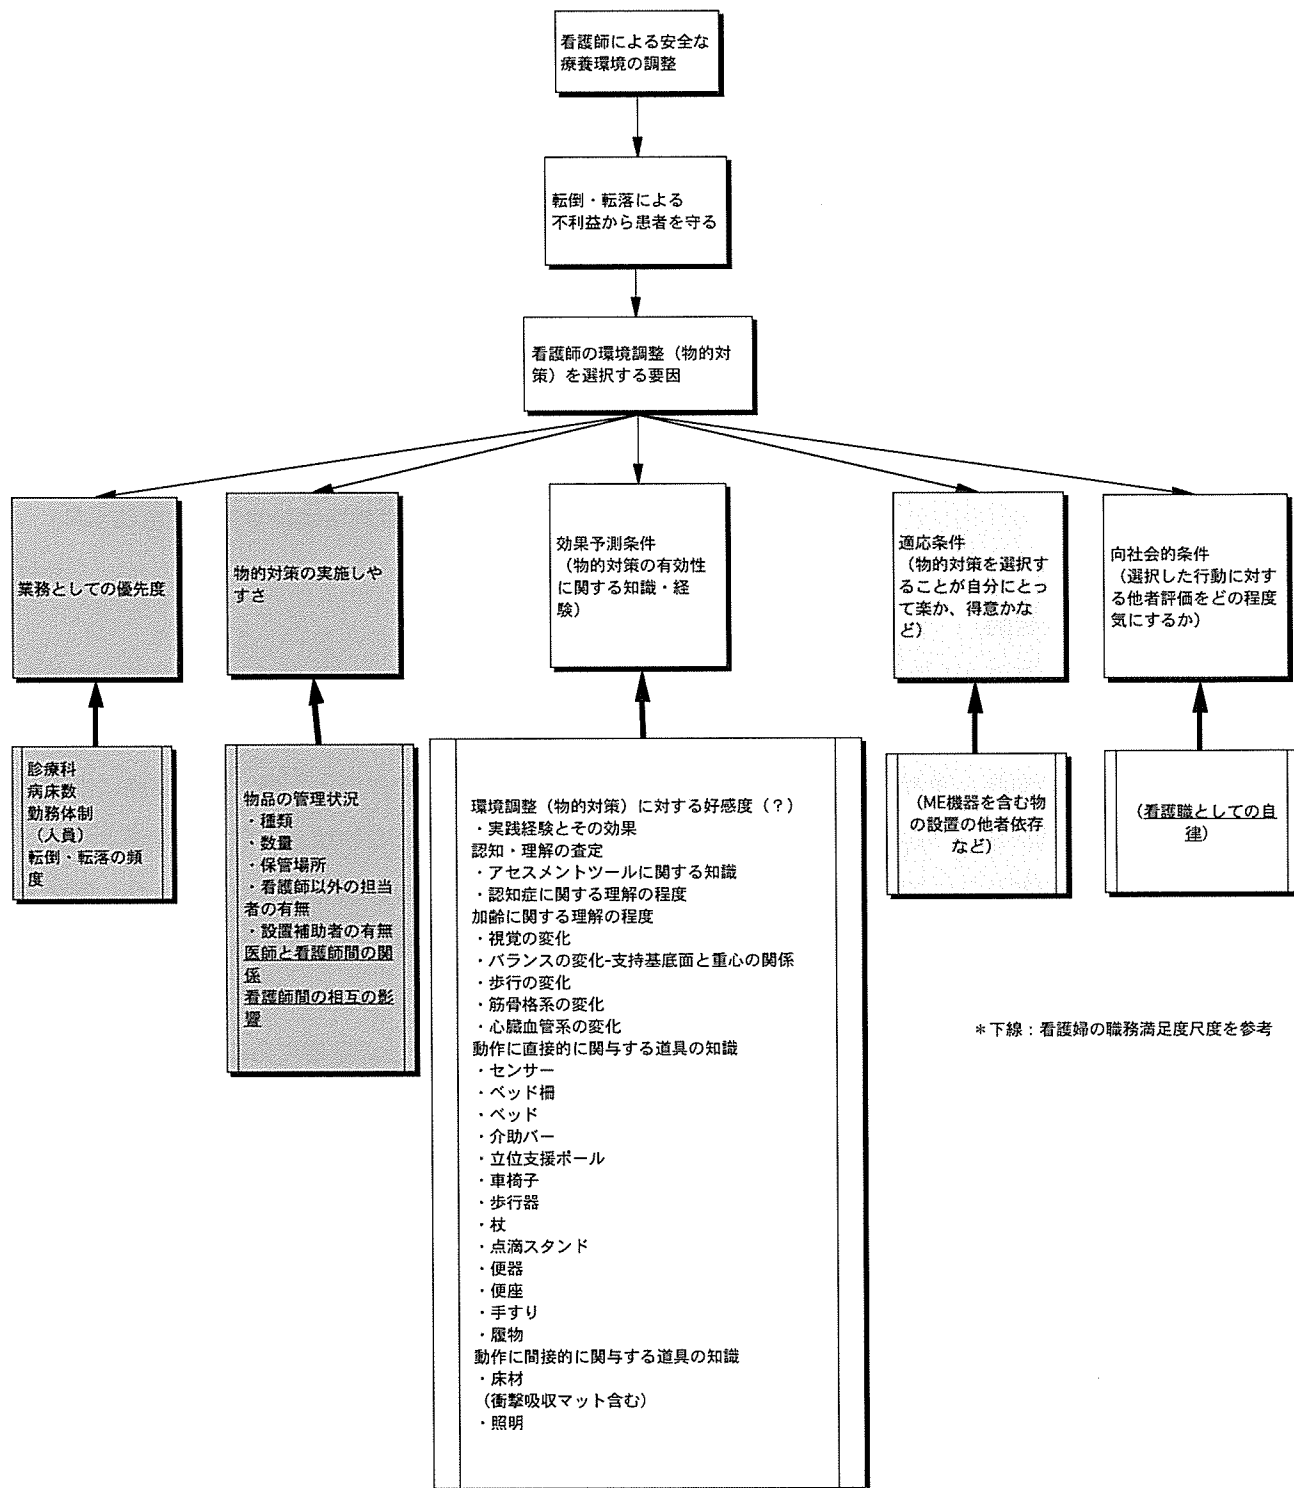 看護師による安全な
療養環境の調整
転倒・転落による
不利益から患者を守る
看護師の環境調整（物的対
策）を選択する要因
業務としての優先度
物的対策の実施しや
すさ
効果予測条件
（物的対策の有効性
に関する知識・経
験）
適応条件
（物的対策を選択す
ることが自分にとっ
て楽か、得意かな
ど）
向社会的条件
（選択した行動に対す
る他者評価をどの程度
気にするか）
診療科
病床数
勤務体制
（人員）
転倒・転落の頻
度
物品の管理状況
・種類
・数量
・保管場所
・看護師以外の担当
者の有無
・設置補助者の有無
医師と看護師間の関
係
看護師間の相互の影
響
環境調整（物的対策）に対する好感度（？）
・実践経験とその効果
認知・理解の査定
・アセスメントツールに関する知識
・認知症に関する理解の程度
加齢に関する理解の程度
・視覚の変化
・バランスの変化-支持基底面と重心の関係
・歩行の変化
・筋骨格系の変化
・心臓血管系の変化
動作に直接的に関与する道具の知識
・センサー
・ベッド柵
・ベッド
・介助バー
・立位支援ポール
・車椅子
・歩行器
・杖
・点滴スタンド
・便器
・便座
・手すり
・履物
動作に間接的に関与する道具の知識
・床材
（衝撃吸収マット含む）
・照明
（ME機器を含む物
の設置の他者依存
など）
（看護職としての自
律）
＊下線：看護婦の職務満足度尺度を参考